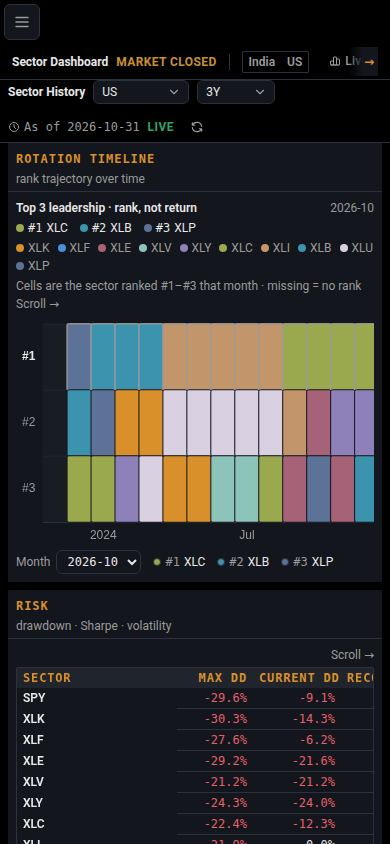 Sector Dashboard MARKET CLOSED India US →
Sector History US 3Y
As of 2026-10-31 LIVE
ROTATION TIMELINE
rank trajectory over time
Top 3 leadership · rank, not return 2026-10
#1 XLC #2 XLB #3 XLP
XLK XLF XLE XLV XLY XLC XLI XLB XLU
XLP
Cells are the sector ranked #1–#3 that month · missing = no rank
Scroll →
#1
#2
#3
2024 Jul
Month 2026-10 #1 XLC #2 XLB #3 XLP
RISK
drawdown · Sharpe · volatility
Scroll →
SECTOR MAX DD CURRENT DD
SPY -29.6% -9.1%
XLK -30.3% -14.3%
XLF -27.6% -6.2%
XLE -29.2% -21.6%
XLV -21.2% -21.2%
XLY -24.3% -24.0%
XLC -22.4% -12.3%